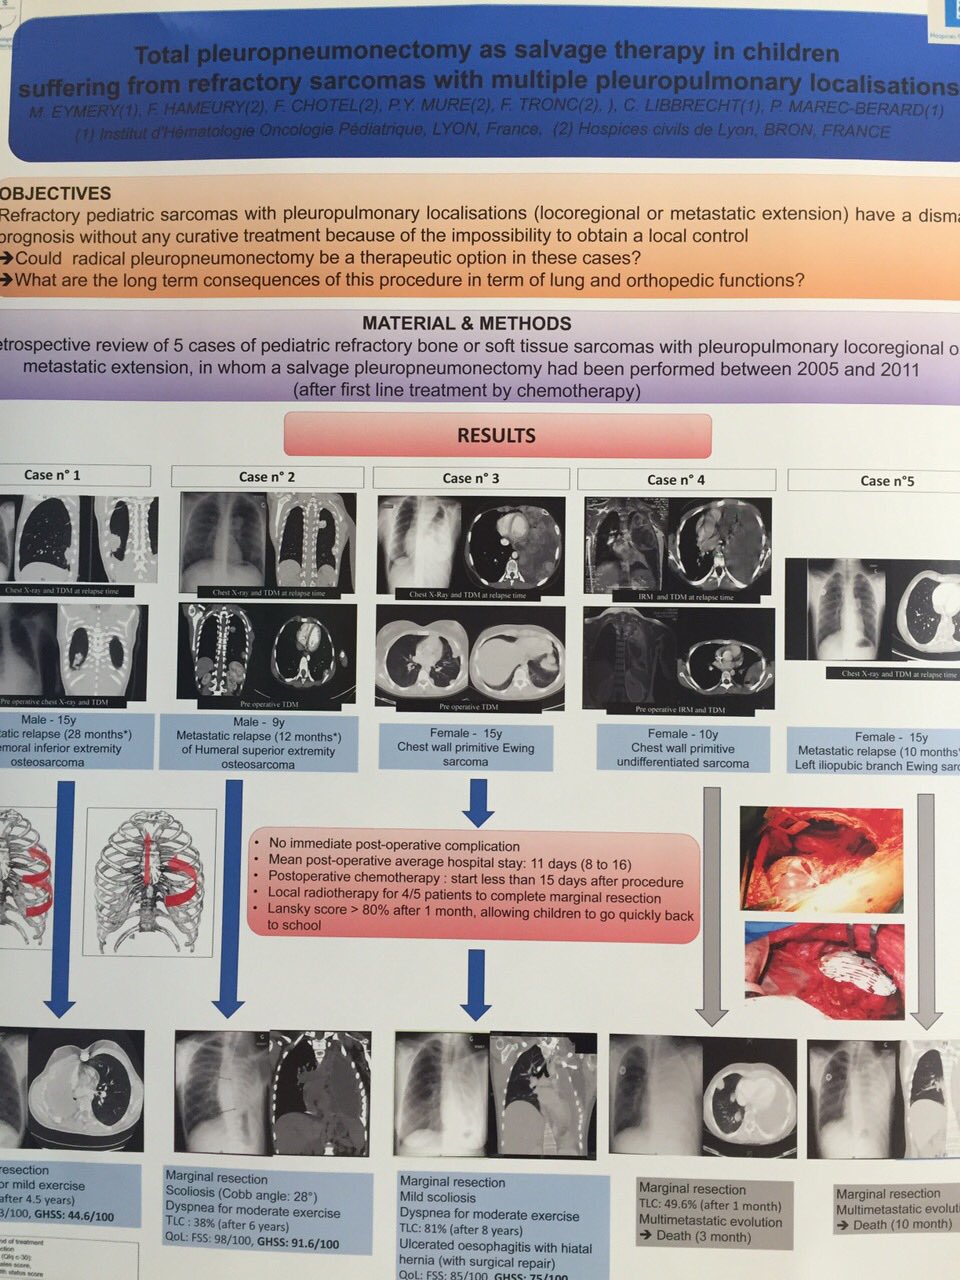 Total pleuropneumonectomy as salvage therapy in children
suffering from refractory sarcomas with multiple pleuropulmonary localisations
M. EYMERY(1), F. HAMEURY(2), F. CHOTEL(2), P.Y. MURE(2), F. TRONC(2), ), C. LIBBRECHT(1), P. MAREC-BERARD(1)
(1) Institut d'Hématologie Oncologie Pédiatrique, LYON, France, (2) Hospices civils de Lyon, BRON, FRANCE
OBJECTIVES
Refractory pediatric sarcomas with pleuropulmonary localisations (locoregional or metastatic extension) have a disma
prognosis without any curative treatment because of the impossibility to obtain a local control
➔Could radical pleuropneumonectomy be a therapeutic option in these cases?
➔What are the long term consequences of this procedure in term of lung and orthopedic functions?
MATERIAL & METHODS
etrospective review of 5 cases of pediatric refractory bone or soft tissue sarcomas with pleuropulmonary locoregional o
metastatic extension, in whom a salvage pleuropneumonectomy had been performed between 2005 and 2011
(after first line treatment by chemotherapy)
RESULTS
Case n° 1
Case n° 2
Case n° 3
Case n° 4
Case n°5
Chest X-ray and TDM at relapse time
Chest X-ray and TDM at relapse time
Chest X-Ray and TDM at relapse time
IRM and TDM at relapse time
Chest X-ray and TDM at relapse time
Pre operative chest X-ray and TDM
Pre operative TDM
Pre operative IRM and TDM
Male - 15y
atic relapse (28 months*)
emoral inferior extremity
osteosarcoma
Male - 9y
Metastatic relapse (12 months*)
of Humeral superior extremity
osteosarcoma
Female - 15y
Chest wall primitive Ewing
sarcoma
Female - 10y
Chest wall primitive
undifferentiated sarcoma
Female - 15y
Metastatic relapse (10 months*
Left iliopubic branch Ewing sarc
• No immediate post-operative complication
• Mean post-operative average hospital stay: 11 days (8 to 16)
• Postoperative chemotherapy : start less than 15 days after procedure
• Local radiotherapy for 4/5 patients to complete marginal resection
• Lansky score > 80% after 1 month, allowing children to go quickly back
to school
resection
or mild exercise
after 4.5 years)
3/100, GHSS: 44.6/100
Marginal resection
Scoliosis (Cobb angle: 28°)
Dyspnea for moderate exercise
TLC : 38% (after 6 years)
QoL: FSS: 98/100, GHSS: 91.6/100
Marginal resection
Mild scoliosis
Dyspnea for moderate exercise
TLC: 81% (after 8 years)
Ulcerated oesophagitis with hiatal
hernia (with surgical repair)
QoL: FSS: 85/100, GHSS: 75/100
Marginal resection
TLC: 49.6% (after 1 month)
Multimetastatic evolution
➔ Death (3 month)
Marginal resection
Multimetastatic evoluti
➔ Death (10 month)
nd of treatment
ction